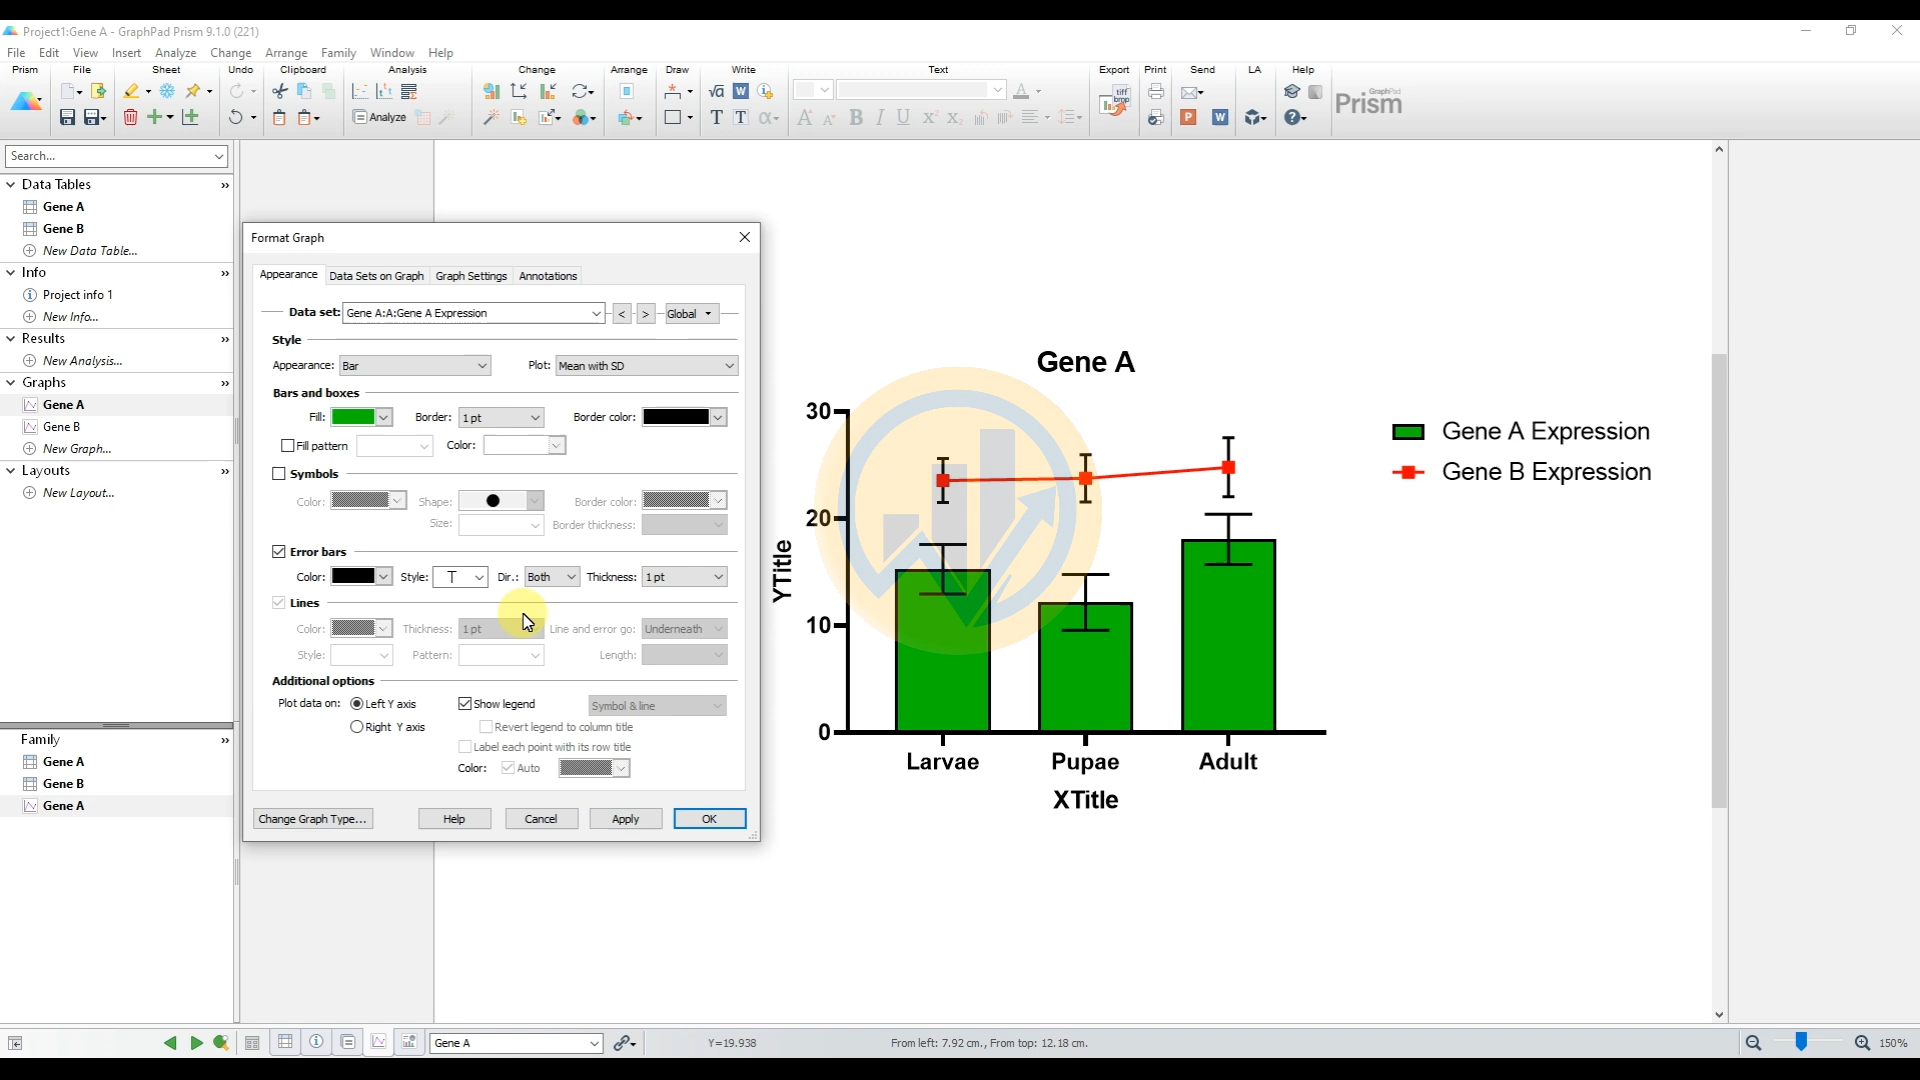 Project1:Gene A - GraphPad Prism 9.1.0 (221)
File Edit View Insert Analyze Change Arrange Family Window Help
Prism File Sheet Undo Clipboard Analysis Change Arrange Draw Write Text Export Print Send LA Help
Analyze
tiff
bmp
GraphPad
Prism
Search...
Data Tables
Gene A
Gene B
New Data Table...
Info
Project info 1
New Info...
Results
New Analysis...
Graphs
Gene A
Gene B
New Graph...
Layouts
New Layout...
Family
Gene A
Gene B
Gene A
Format Graph
Appearance Data Sets on Graph Graph Settings Annotations
Data set: Gene A:A:Gene A Expression < > Global
Style
Appearance: Bar Plot: Mean with SD
Bars and boxes
Fill: Border: 1 pt Border color:
Fill pattern Color:
Symbols
Color: Shape: Border color:
Size: Border thickness:
Error bars
Color: Style: Dir.: Both Thickness: 1 pt
Lines
Color: Thickness: 1 pt Line and error go: Underneath
Style: Pattern: Length:
Additional options
Plot data on: Left Y axis Show legend Symbol & line
Right Y axis Revert legend to column title
Label each point with its row title
Color: Auto
Change Graph Type... Help Cancel Apply OK
Gene A
30
20
10
0
YTitle
Larvae Pupae Adult
XTitle
Gene A Expression
Gene B Expression
Gene A Y=19.938 From left: 7.92 cm., From top: 12.18 cm. 150%